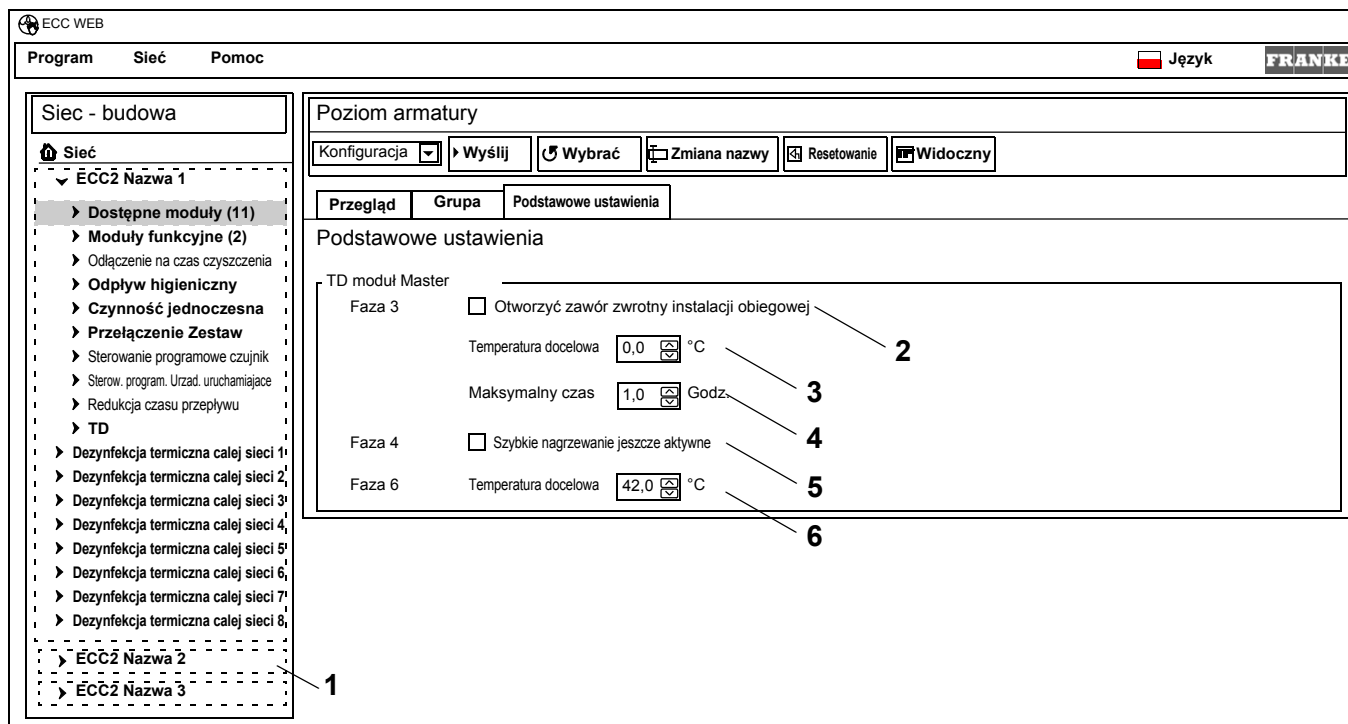 ECC WEB
Program Sieć Pomoc Język FRANKE
Siec - budowa
Sieć
ECC2 Nazwa 1
Dostępne moduły (11)
Moduły funkcyjne (2)
Odłączenie na czas czyszczenia
Odpływ higieniczny
Czynność jednoczesna
Przełączenie Zestaw
Sterowanie programowe czujnik
Sterow. program. Urzad. uruchamiajace
Redukcja czasu przepływu
TD
Dezynfekcja termiczna calej sieci 1
Dezynfekcja termiczna calej sieci 2
Dezynfekcja termiczna calej sieci 3
Dezynfekcja termiczna calej sieci 4
Dezynfekcja termiczna calej sieci 5
Dezynfekcja termiczna calej sieci 6
Dezynfekcja termiczna calej sieci 7
Dezynfekcja termiczna calej sieci 8
ECC2 Nazwa 2
ECC2 Nazwa 3
1
Poziom armatury
Konfiguracja Wyślij Wybrać Zmiana nazwy Resetowanie Widoczny
Przegląd Grupa Podstawowe ustawienia
Podstawowe ustawienia
TD moduł Master
Faza 3 Otworzyć zawór zwrotny instalacji obiegowej
2
Temperatura docelowa 0,0 °C
3
Maksymalny czas 1,0 Godz.
4
Faza 4 Szybkie nagrzewanie jeszcze aktywne
5
Faza 6 Temperatura docelowa 42,0 °C
6